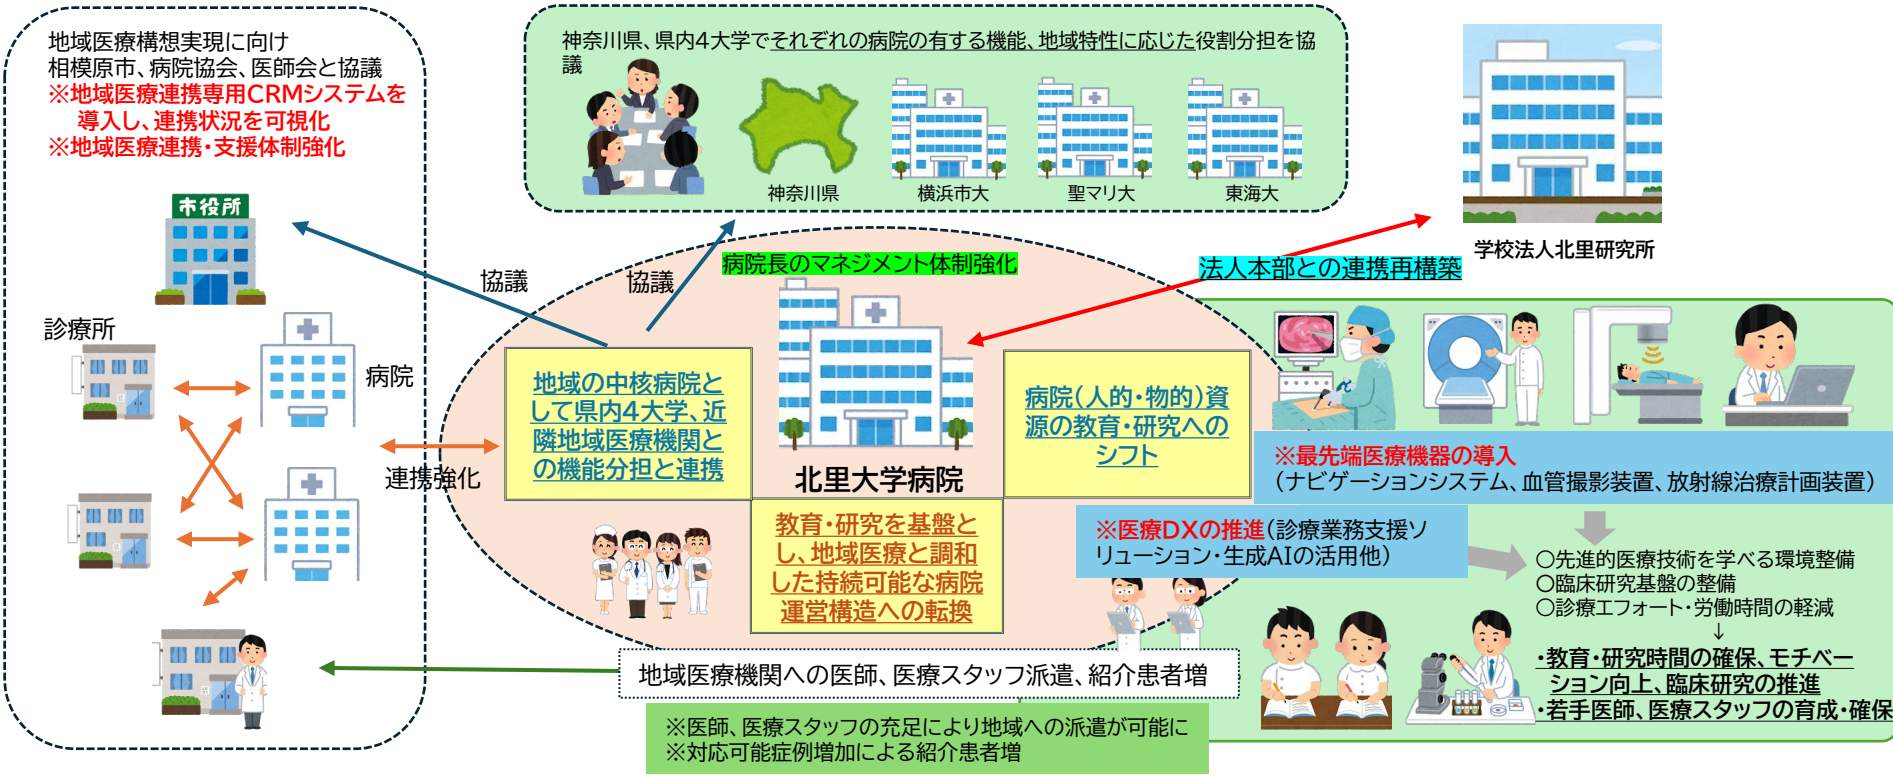 地域医療構想実現に向け
相模原市、病院協会、医師会と協議
※地域医療連携専用CRMシステムを
導入し、連携状況を可視化
※地域医療連携・支援体制強化
市役所
診療所
病院
神奈川県、県内4大学でそれぞれの病院の有する機能、地域特性に応じた役割分担を協
議
神奈川県
横浜市大
聖マリ大
東海大
学校法人北里研究所
協議
協議
病院長のマネジメント体制強化
法人本部との連携再構築
連携強化
地域の中核病院と
して県内4大学、近
隣地域医療機関と
の機能分担と連携
北里大学病院
病院(人的・物的)資
源の教育・研究への
シフト
教育・研究を基盤と
し、地域医療と調和
した持続可能な病院
運営構造への転換
※最先端医療機器の導入
(ナビゲーションシステム、血管撮影装置、放射線治療計画装置)
※医療DXの推進(診療業務支援ソ
リューション・生成AIの活用他)
○先進的医療技術を学べる環境整備
○臨床研究基盤の整備
○診療エフォート・労働時間の軽減
↓
・教育・研究時間の確保、モチベー
ション向上、臨床研究の推進
・若手医師、医療スタッフの育成・確保
地域医療機関への医師、医療スタッフ派遣、紹介患者増
※医師、医療スタッフの充足により地域への派遣が可能に
※対応可能症例増加による紹介患者増